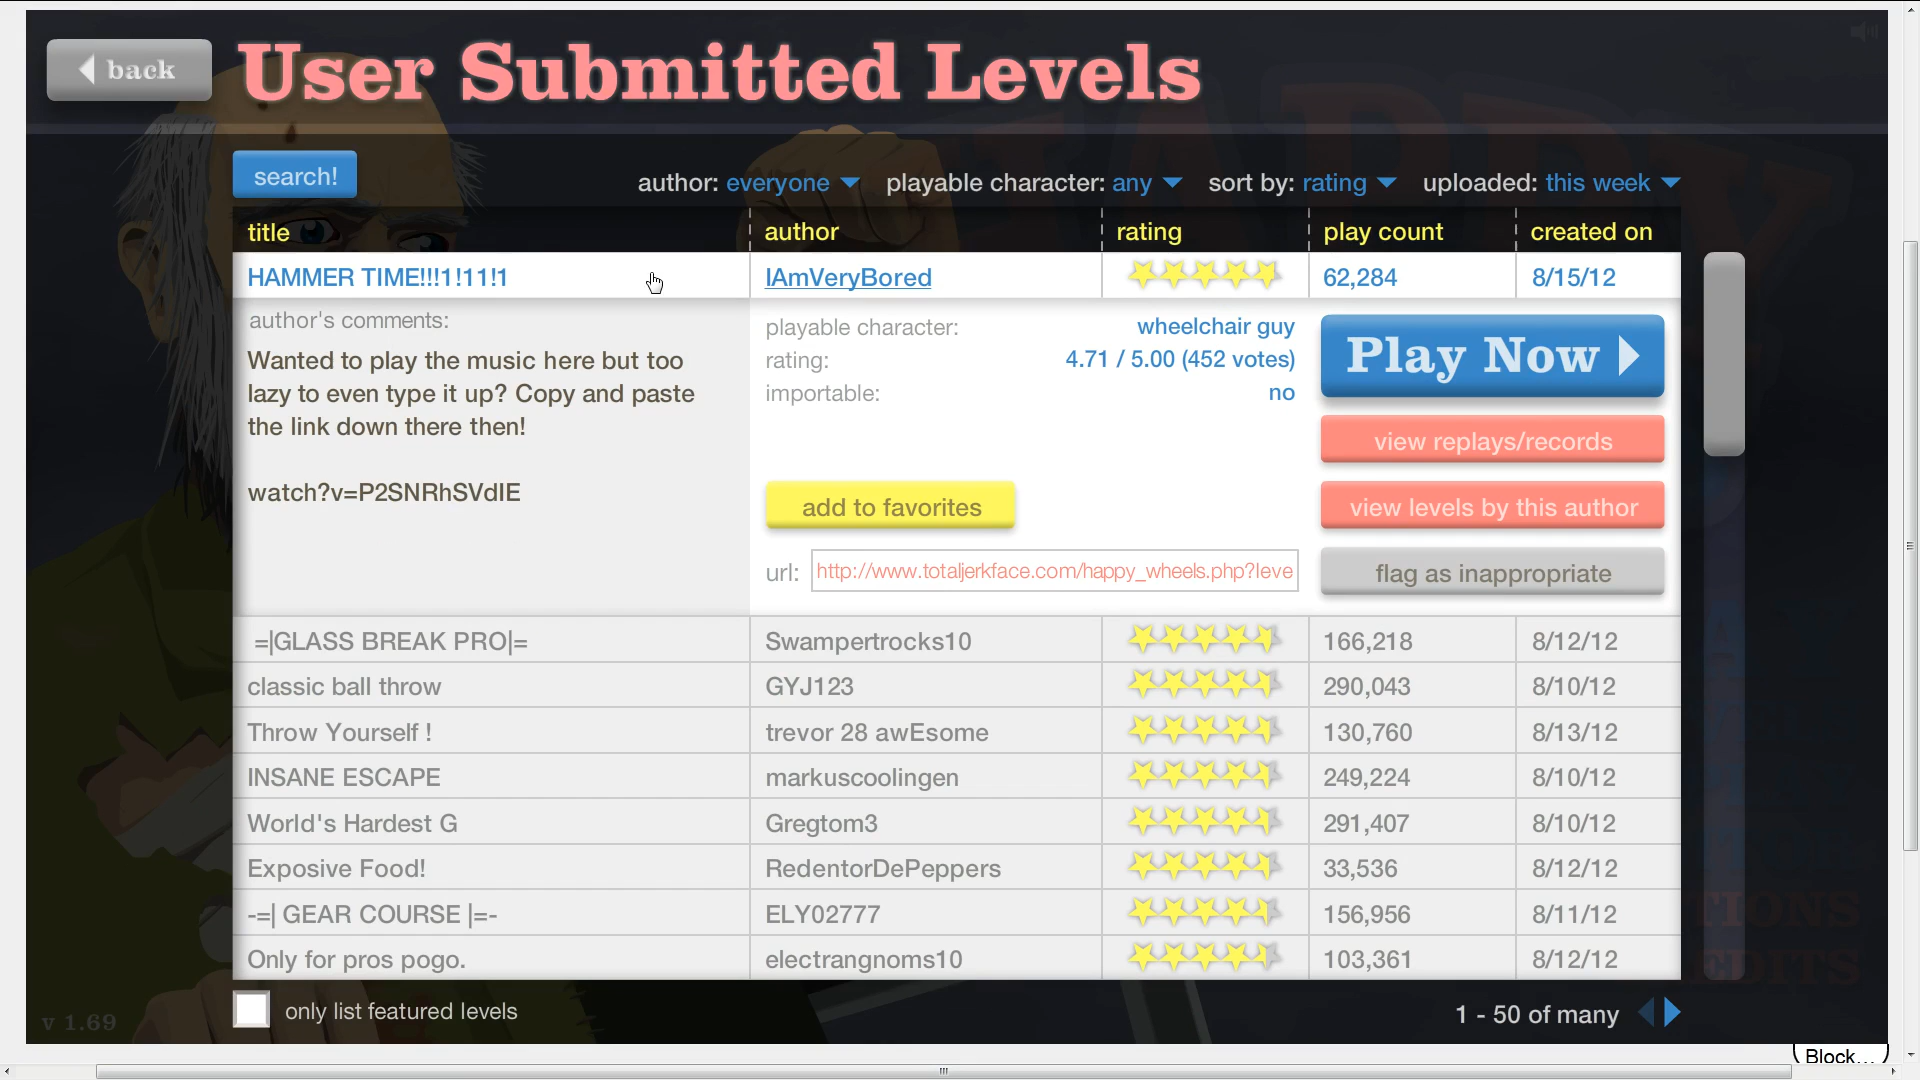 back
User Submitted Levels
search!
author: everyone playable character: any sort by: rating uploaded: this week
title author rating play count created on
HAMMER TIME!!!1!11!1 IAmVeryBored 62,284 8/15/12
author's comments:
Wanted to play the music here but too
lazy to even type it up? Copy and paste
the link down there then!
watch?v=P2SNRhSVdIE
playable character: wheelchair guy
rating: 4.71 / 5.00 (452 votes)
importable: no
add to favorites
url: http://www.totaljerkface.com/happy_wheels.php?leve
Play Now
view replays/records
view levels by this author
flag as inappropriate
=|GLASS BREAK PRO|= Swampertrocks10 166,218 8/12/12
classic ball throw GYJ123 290,043 8/10/12
Throw Yourself ! trevor 28 awEsome 130,760 8/13/12
INSANE ESCAPE markuscoolingen 249,224 8/10/12
World's Hardest G Gregtom3 291,407 8/10/12
Exposive Food! RedentorDePeppers 33,536 8/12/12
-=| GEAR COURSE |=- ELY02777 156,956 8/11/12
Only for pros pogo. electrangnoms10 103,361 8/12/12
only list featured levels
1 - 50 of many
v 1.69
Block...